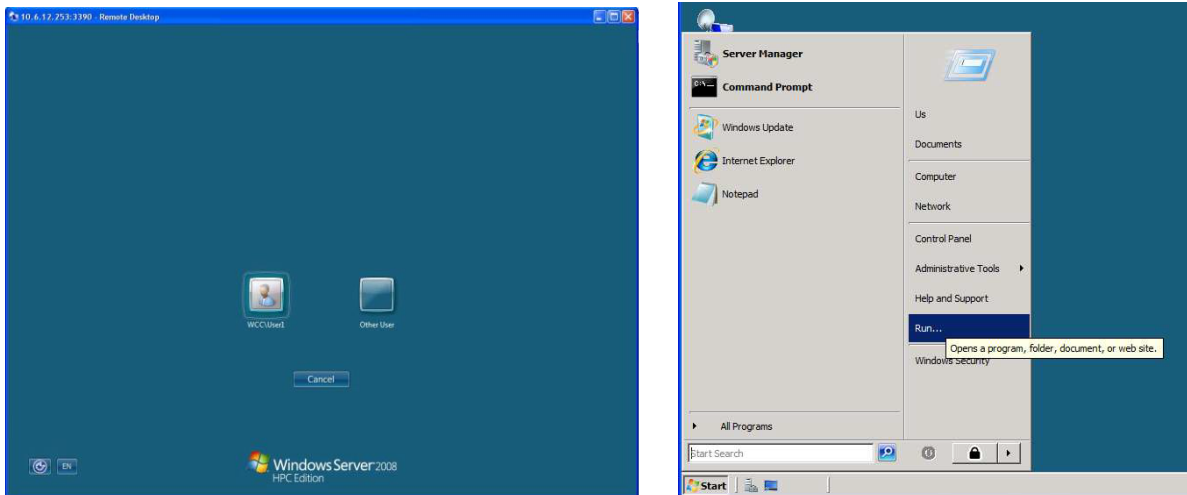 10.6.12.253:3390 - Remote Desktop
WCC\User1
Other User
Cancel
EN
Windows Server 2008
HPC Edition
Server Manager
Command Prompt
Windows Update
Internet Explorer
Notepad
All Programs
Start Search
Us
Documents
Computer
Network
Control Panel
Administrative Tools
Help and Support
Run...
Opens a program, folder, document, or web site.
Windows Security
Start